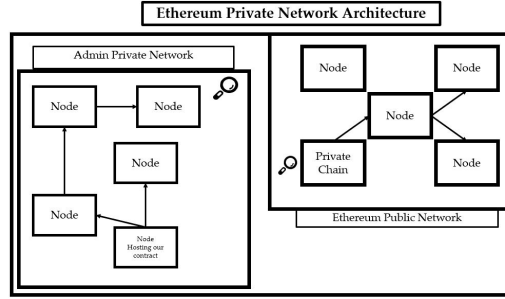 Ethereum Private Network Architecture
Admin Private Network
Node
Node
Node
Node
Node
Hosting our
contract
Node
Node
Node
Private
Chain
Node
Ethereum Public Network